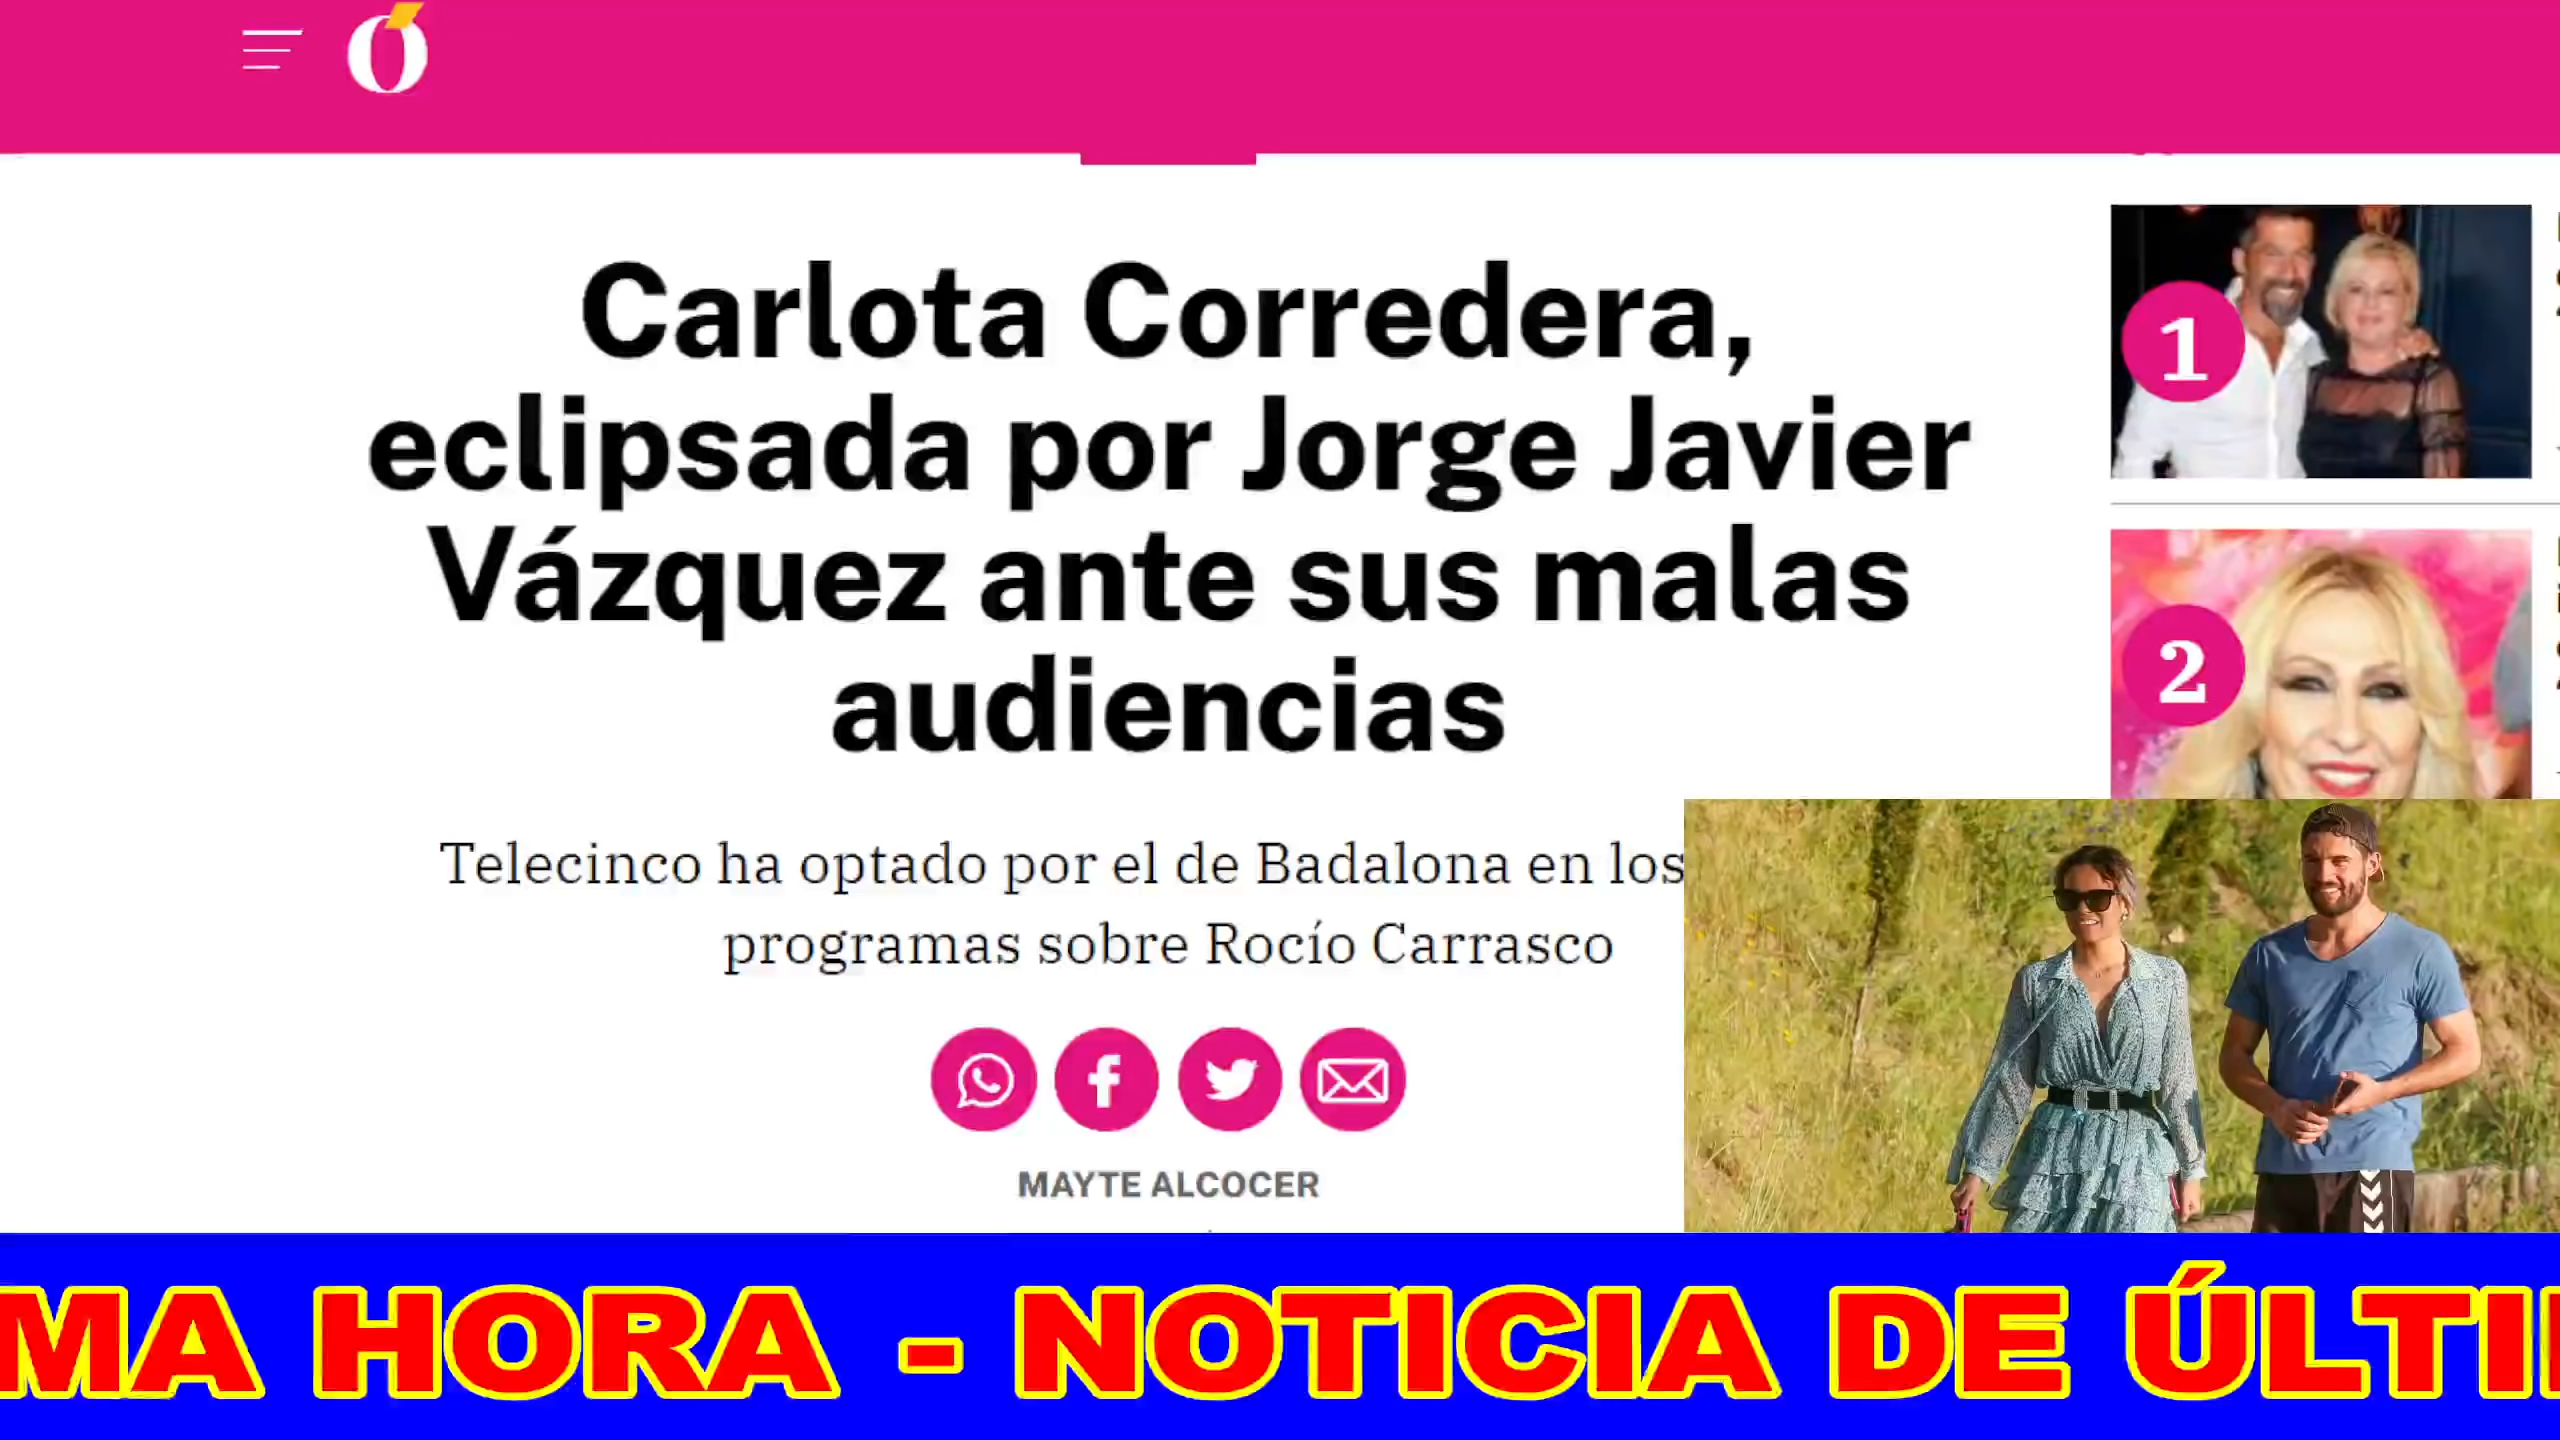 Ó
Carlota Corredera,
eclipsada por Jorge Javier
Vázquez ante sus malas
audiencias
Telecinco ha optado por el de Badalona en los
programas sobre Rocío Carrasco
MAYTE ALCOCER
1
2
MA HORA - NOTICIA DE ÚLTI